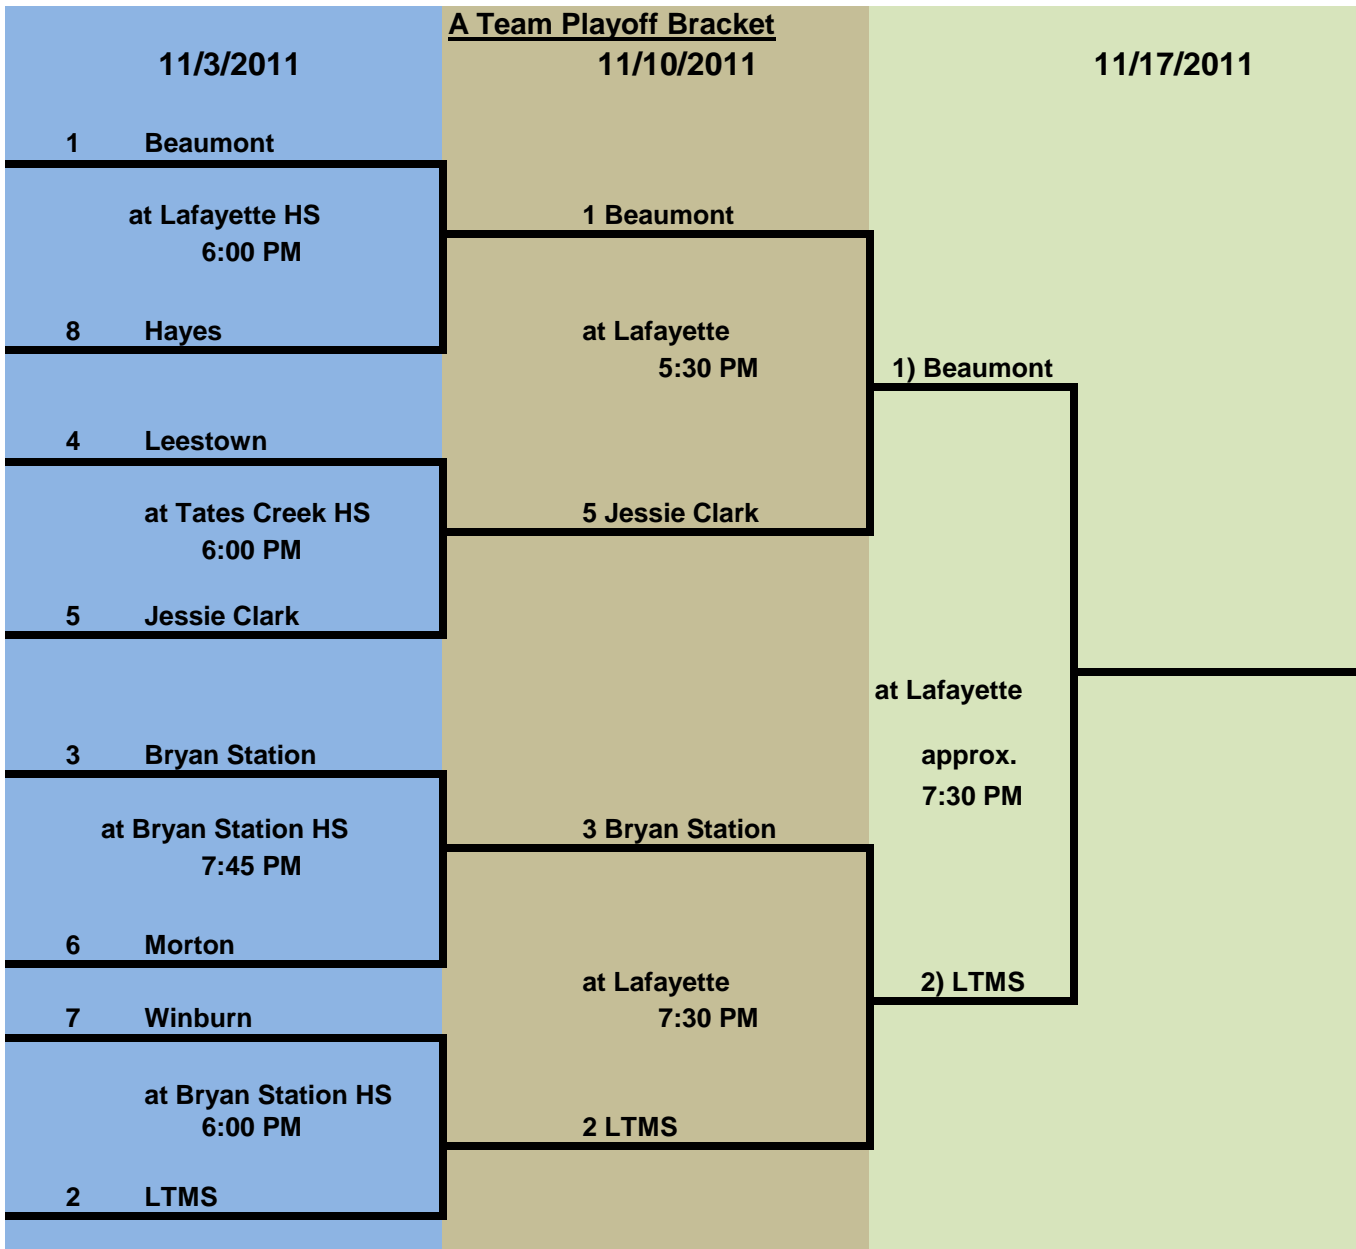 A Team Playoff Bracket
11/3/2011
11/10/2011
11/17/2011
1 Beaumont
at Lafayette HS
6:00 PM
8 Hayes
4 Leestown
at Tates Creek HS
6:00 PM
5 Jessie Clark
3 Bryan Station
at Bryan Station HS
7:45 PM
6 Morton
7 Winburn
at Bryan Station HS
6:00 PM
2 LTMS
1 Beaumont
at Lafayette
5:30 PM
5 Jessie Clark
3 Bryan Station
at Lafayette
7:30 PM
2 LTMS
1) Beaumont
at Lafayette
approx.
7:30 PM
2) LTMS